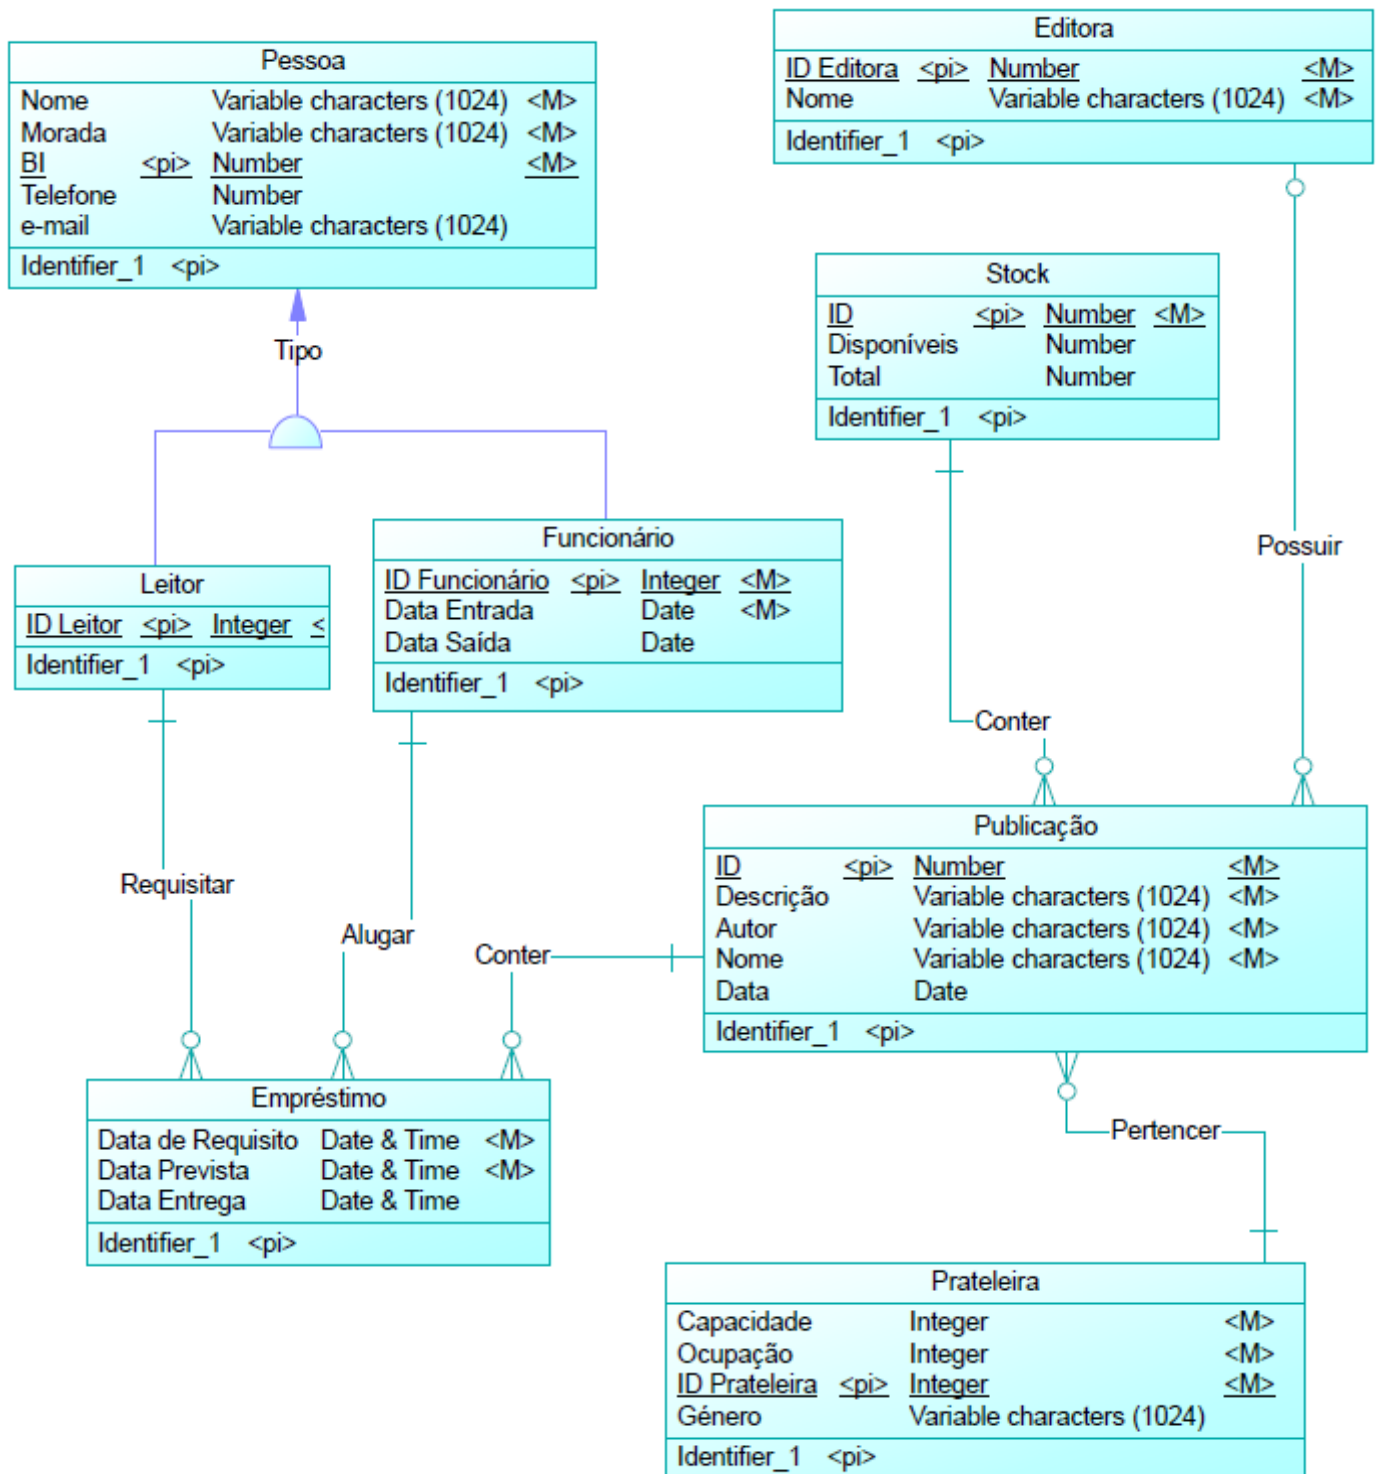 Pessoa
Nome Variable characters (1024) <M>
Morada Variable characters (1024) <M>
BI <pi> Number <M>
Telefone Number
e-mail Variable characters (1024)
Identifier_1 <pi>
Editora
ID Editora <pi> Number <M>
Nome Variable characters (1024) <M>
Identifier_1 <pi>
Stock
ID <pi> Number <M>
Disponíveis Number
Total Number
Identifier_1 <pi>
Tipo
Leitor
ID Leitor <pi> Integer <
Identifier_1 <pi>
Funcionário
ID Funcionário <pi> Integer <M>
Data Entrada Date <M>
Data Saída Date
Identifier_1 <pi>
Possuir
Conter
Publicação
ID <pi> Number <M>
Descrição Variable characters (1024) <M>
Autor Variable characters (1024) <M>
Nome Variable characters (1024) <M>
Data Date
Identifier_1 <pi>
Requisitar
Alugar
Conter
Empréstimo
Data de Requisito Date & Time <M>
Data Prevista Date & Time <M>
Data Entrega Date & Time
Identifier_1 <pi>
Pertencer
Prateleira
Capacidade Integer <M>
Ocupação Integer <M>
ID Prateleira <pi> Integer <M>
Género Variable characters (1024)
Identifier_1 <pi>